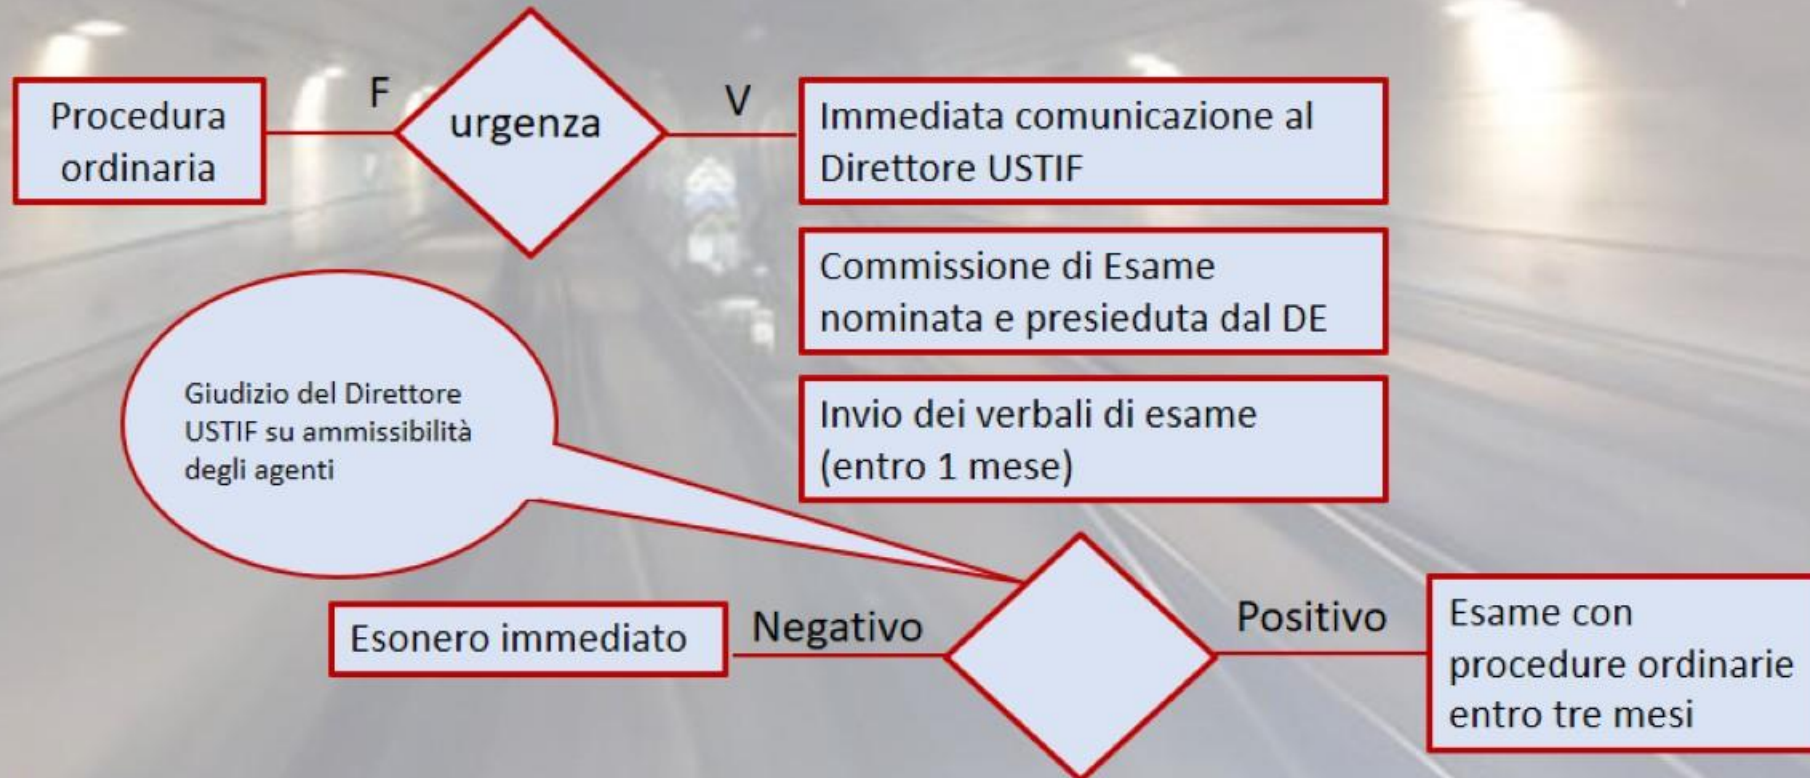 Procedura
ordinaria
F
urgenza
V
Immediata comunicazione al
Direttore USTIF
Commissione di Esame
nominata e presieduta dal DE
Invio dei verbali di esame
(entro 1 mese)
Giudizio del Direttore
USTIF su ammissibilità
degli agenti
Esonero immediato
Negativo
Positivo
Esame con
procedure ordinarie
entro tre mesi